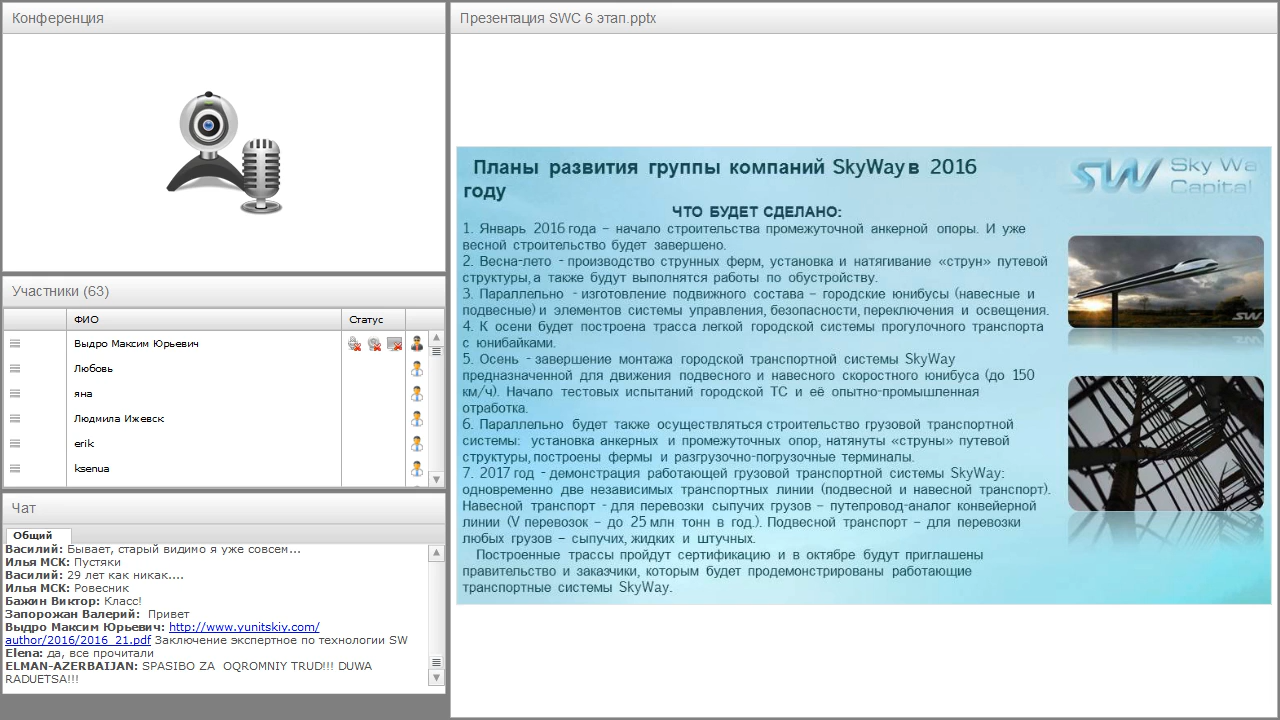 Конференция
Участники (63)
ФИО
Статус
Выдро Максим Юрьевич
Любовь
яна
Людмила Ижевск
erik
ksenua
Чат
Общий
Василий: Бывает, старый видимо я уже совсем...
Илья МСК: Пустяки
Василий: 29 лет как никак....
Илья МСК: Ровесник
Бажин Виктор: Класс!
Запорожан Валерий: Привет
Выдро Максим Юрьевич: http://www.yunitskiy.com/
author/2016/2016_21.pdf Заключение экспертное по технологии SW
Elena: да, все прочитали
ELMAN-AZERBAIJAN: SPASIBO ZA OQROMNIY TRUD!!! DUWA
RADUETSA!!!
Презентация SWC 6 этап.pptx
Планы развития группы компаний SkyWay в 2016
году
ЧТО БУДЕТ СДЕЛАНО:
1. Январь 2016 года – начало строительства промежуточной анкерной опоры. И уже
весной строительство будет завершено.
2. Весна-лето - производство струнных ферм, установка и натягивание «струн» путевой
структуры, а также будут выполнятся работы по обустройству.
3. Параллельно - изготовление подвижного состава – городские юнибусы (навесные и
подвесные) и элементов системы управления, безопасности, переключения и освещения.
4. К осени будет построена трасса легкой городской системы прогулочного транспорта
с юнибайками.
5. Осень - завершение монтажа городской транспортной системы SkyWay
предназначенной для движения подвесного и навесного скоростного юнибуса (до 150
км/ч). Начало тестовых испытаний городской ТС и её опытно-промышленная
отработка.
6. Параллельно будет также осуществляться строительство грузовой транспортной
системы: установка анкерных и промежуточных опор, натянуты «струны» путевой
структуры, построены фермы и разгрузочно-погрузочные терминалы.
7. 2017 год - демонстрация работающей грузовой транспортной системы SkyWay:
одновременно две независимых транспортных линии (подвесной и навесной транспорт).
Навесной транспорт - для перевозки сыпучих грузов – путепровод-аналог конвейерной
линии (V перевозок – до 25 млн тонн в год.). Подвесной транспорт – для перевозки
любых грузов – сыпучих, жидких и штучных.
Построенные трассы пройдут сертификацию и в октябре будут приглашены
правительство и заказчики, которым будет продемонстрированы работающие
транспортные системы SkyWay.
SW Sky Wa
Capital
SW